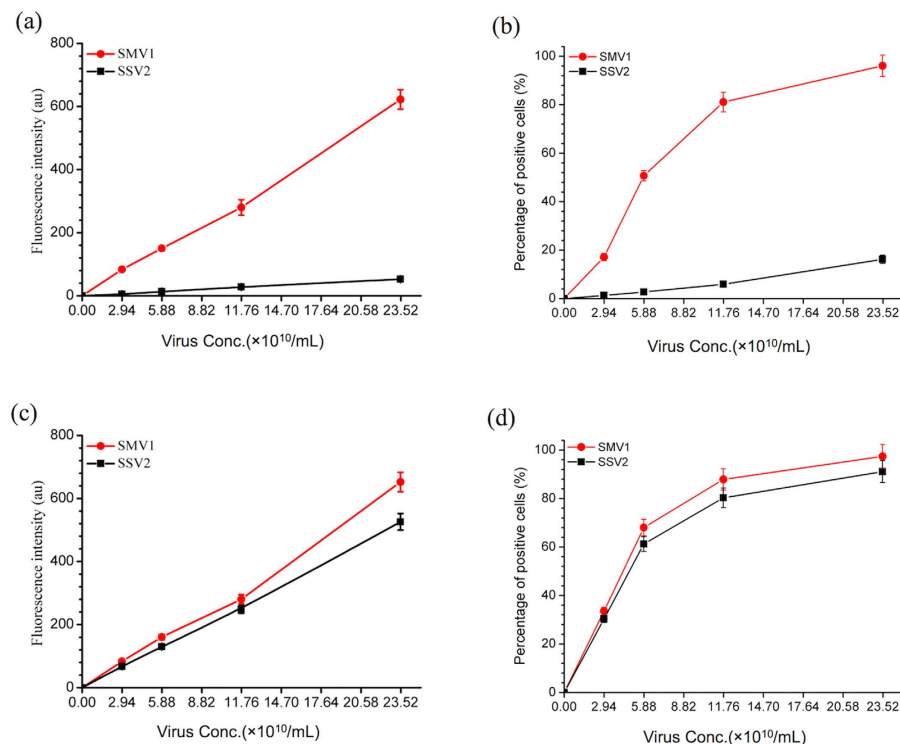 (a)
SMV1
SSV2
Fluorescence intensity (au)
800
600
400
200
0
0.00 2.94 5.88 8.82 11.76 14.70 17.64 20.58 23.52
Virus Conc.(×10¹⁰/mL)
(b)
SMV1
SSV2
Percentage of positive cells (%)
100
80
60
40
20
0
0.00 2.94 5.88 8.82 11.76 14.70 17.64 20.58 23.52
Virus Conc.(×10¹⁰/mL)
(c)
SMV1
SSV2
Fluorescence intensity (au)
800
600
400
200
0
0.00 2.94 5.88 8.82 11.76 14.70 17.64 20.58 23.52
Virus Conc.(×10¹⁰/mL)
(d)
SMV1
SSV2
Percentage of positive cells (%)
100
80
60
40
20
0
0.00 2.94 5.88 8.82 11.76 14.70 17.64 20.58 23.52
Virus Conc.(×10¹⁰/mL)